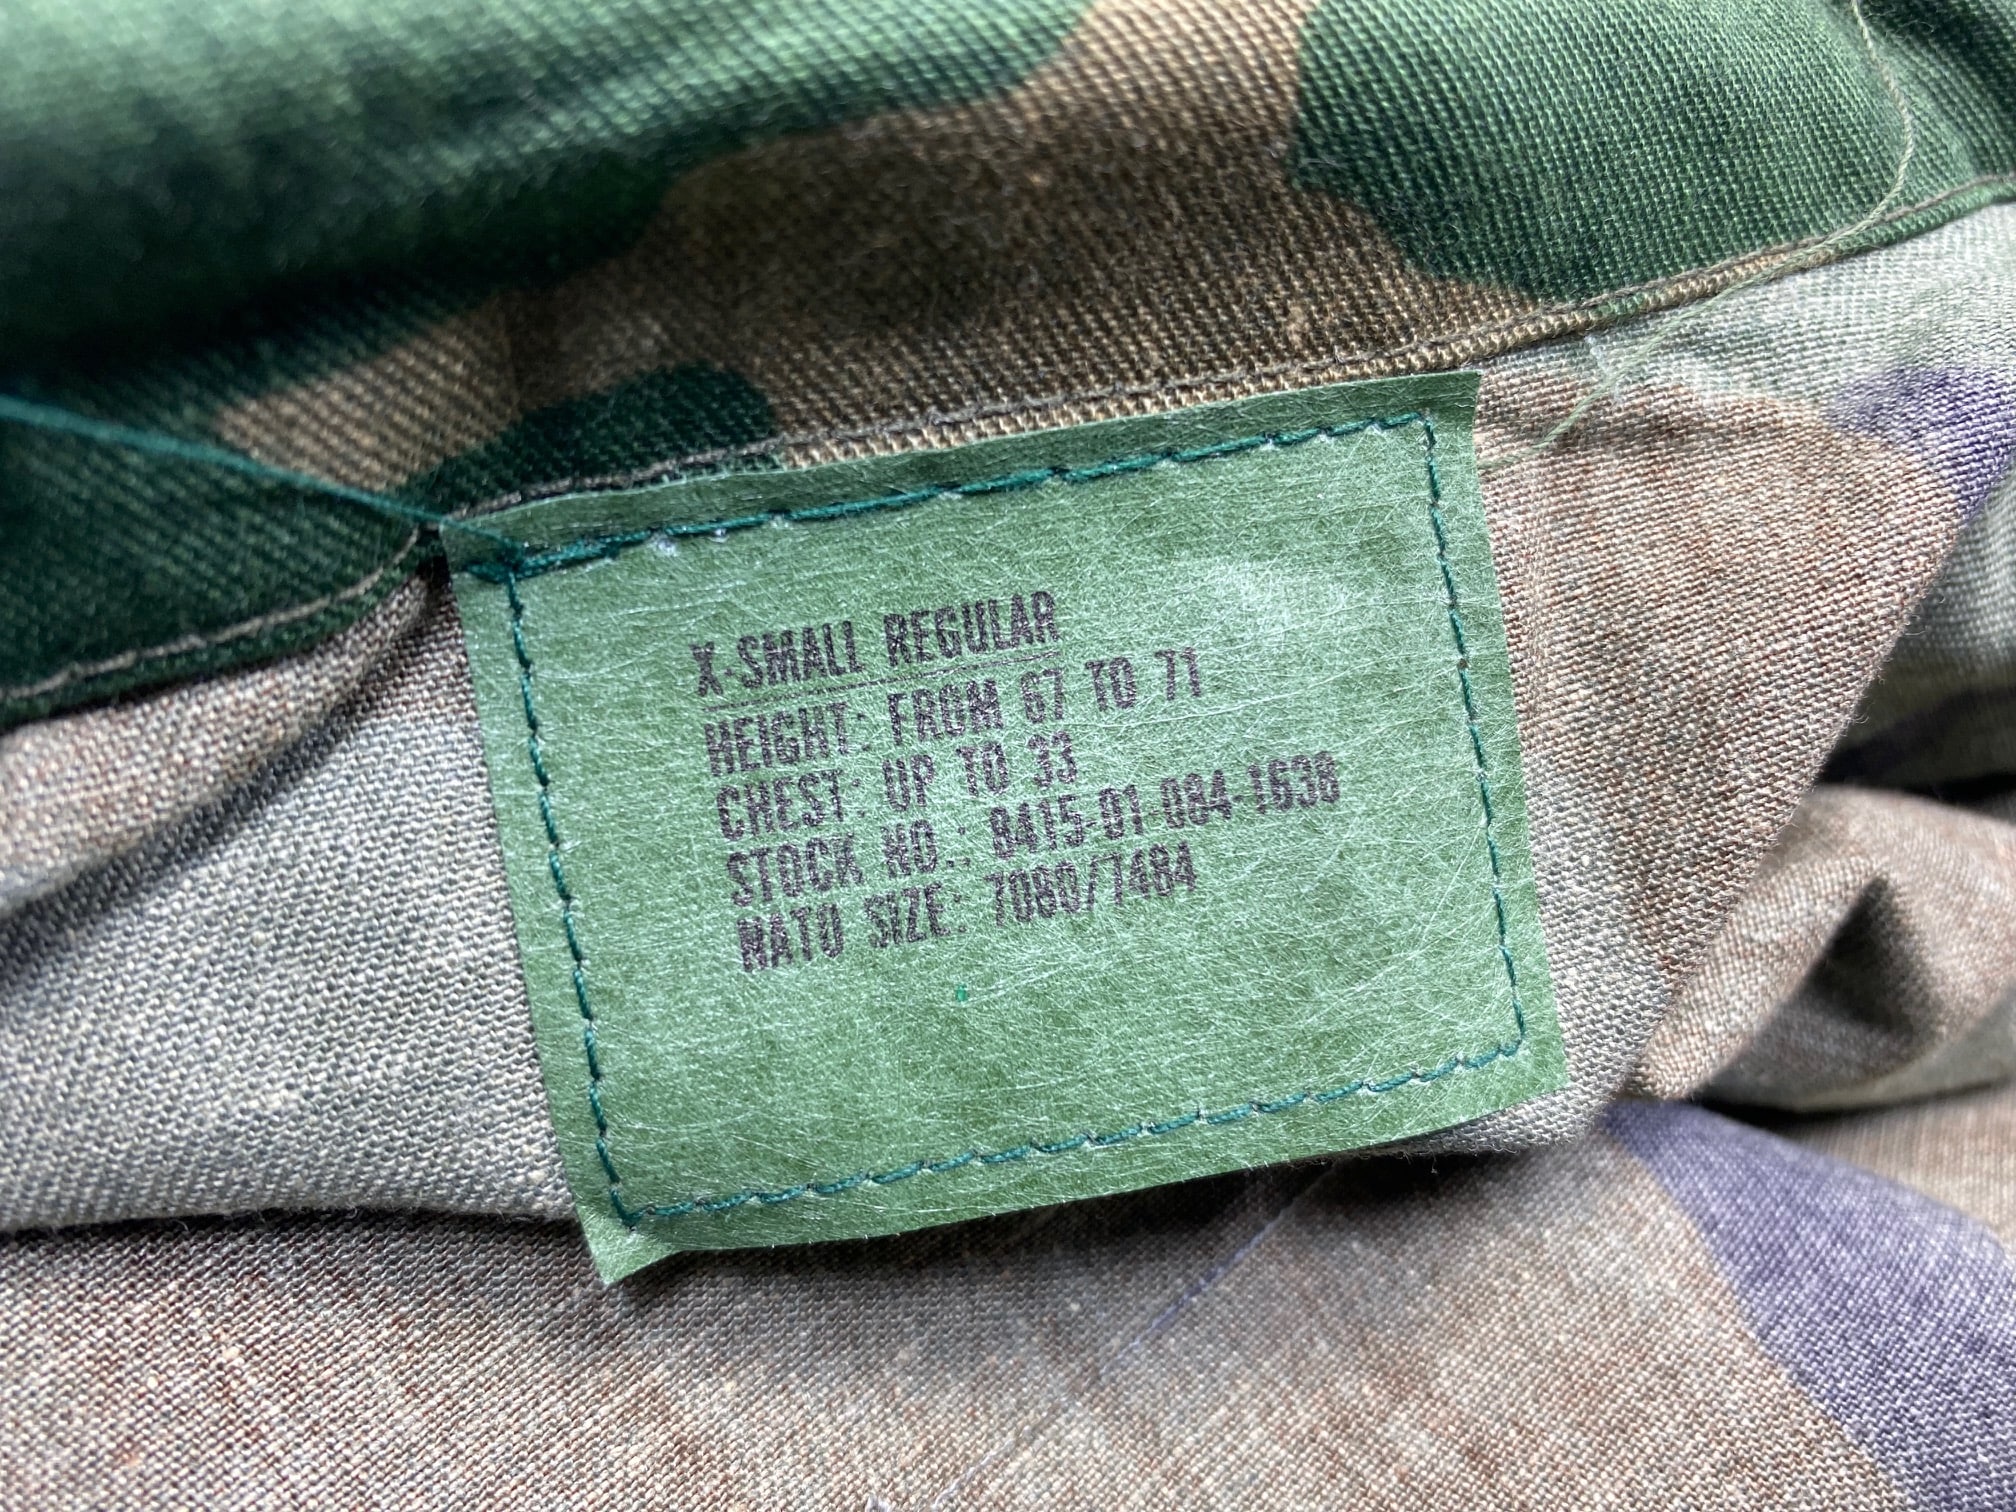 X-SMALL REGULAR
HEIGHT: FROM 67 TO 71
CHEST: UP TO 33
STOCK NO.: 8415-01-084-1638
NATO SIZE: 7080/7484